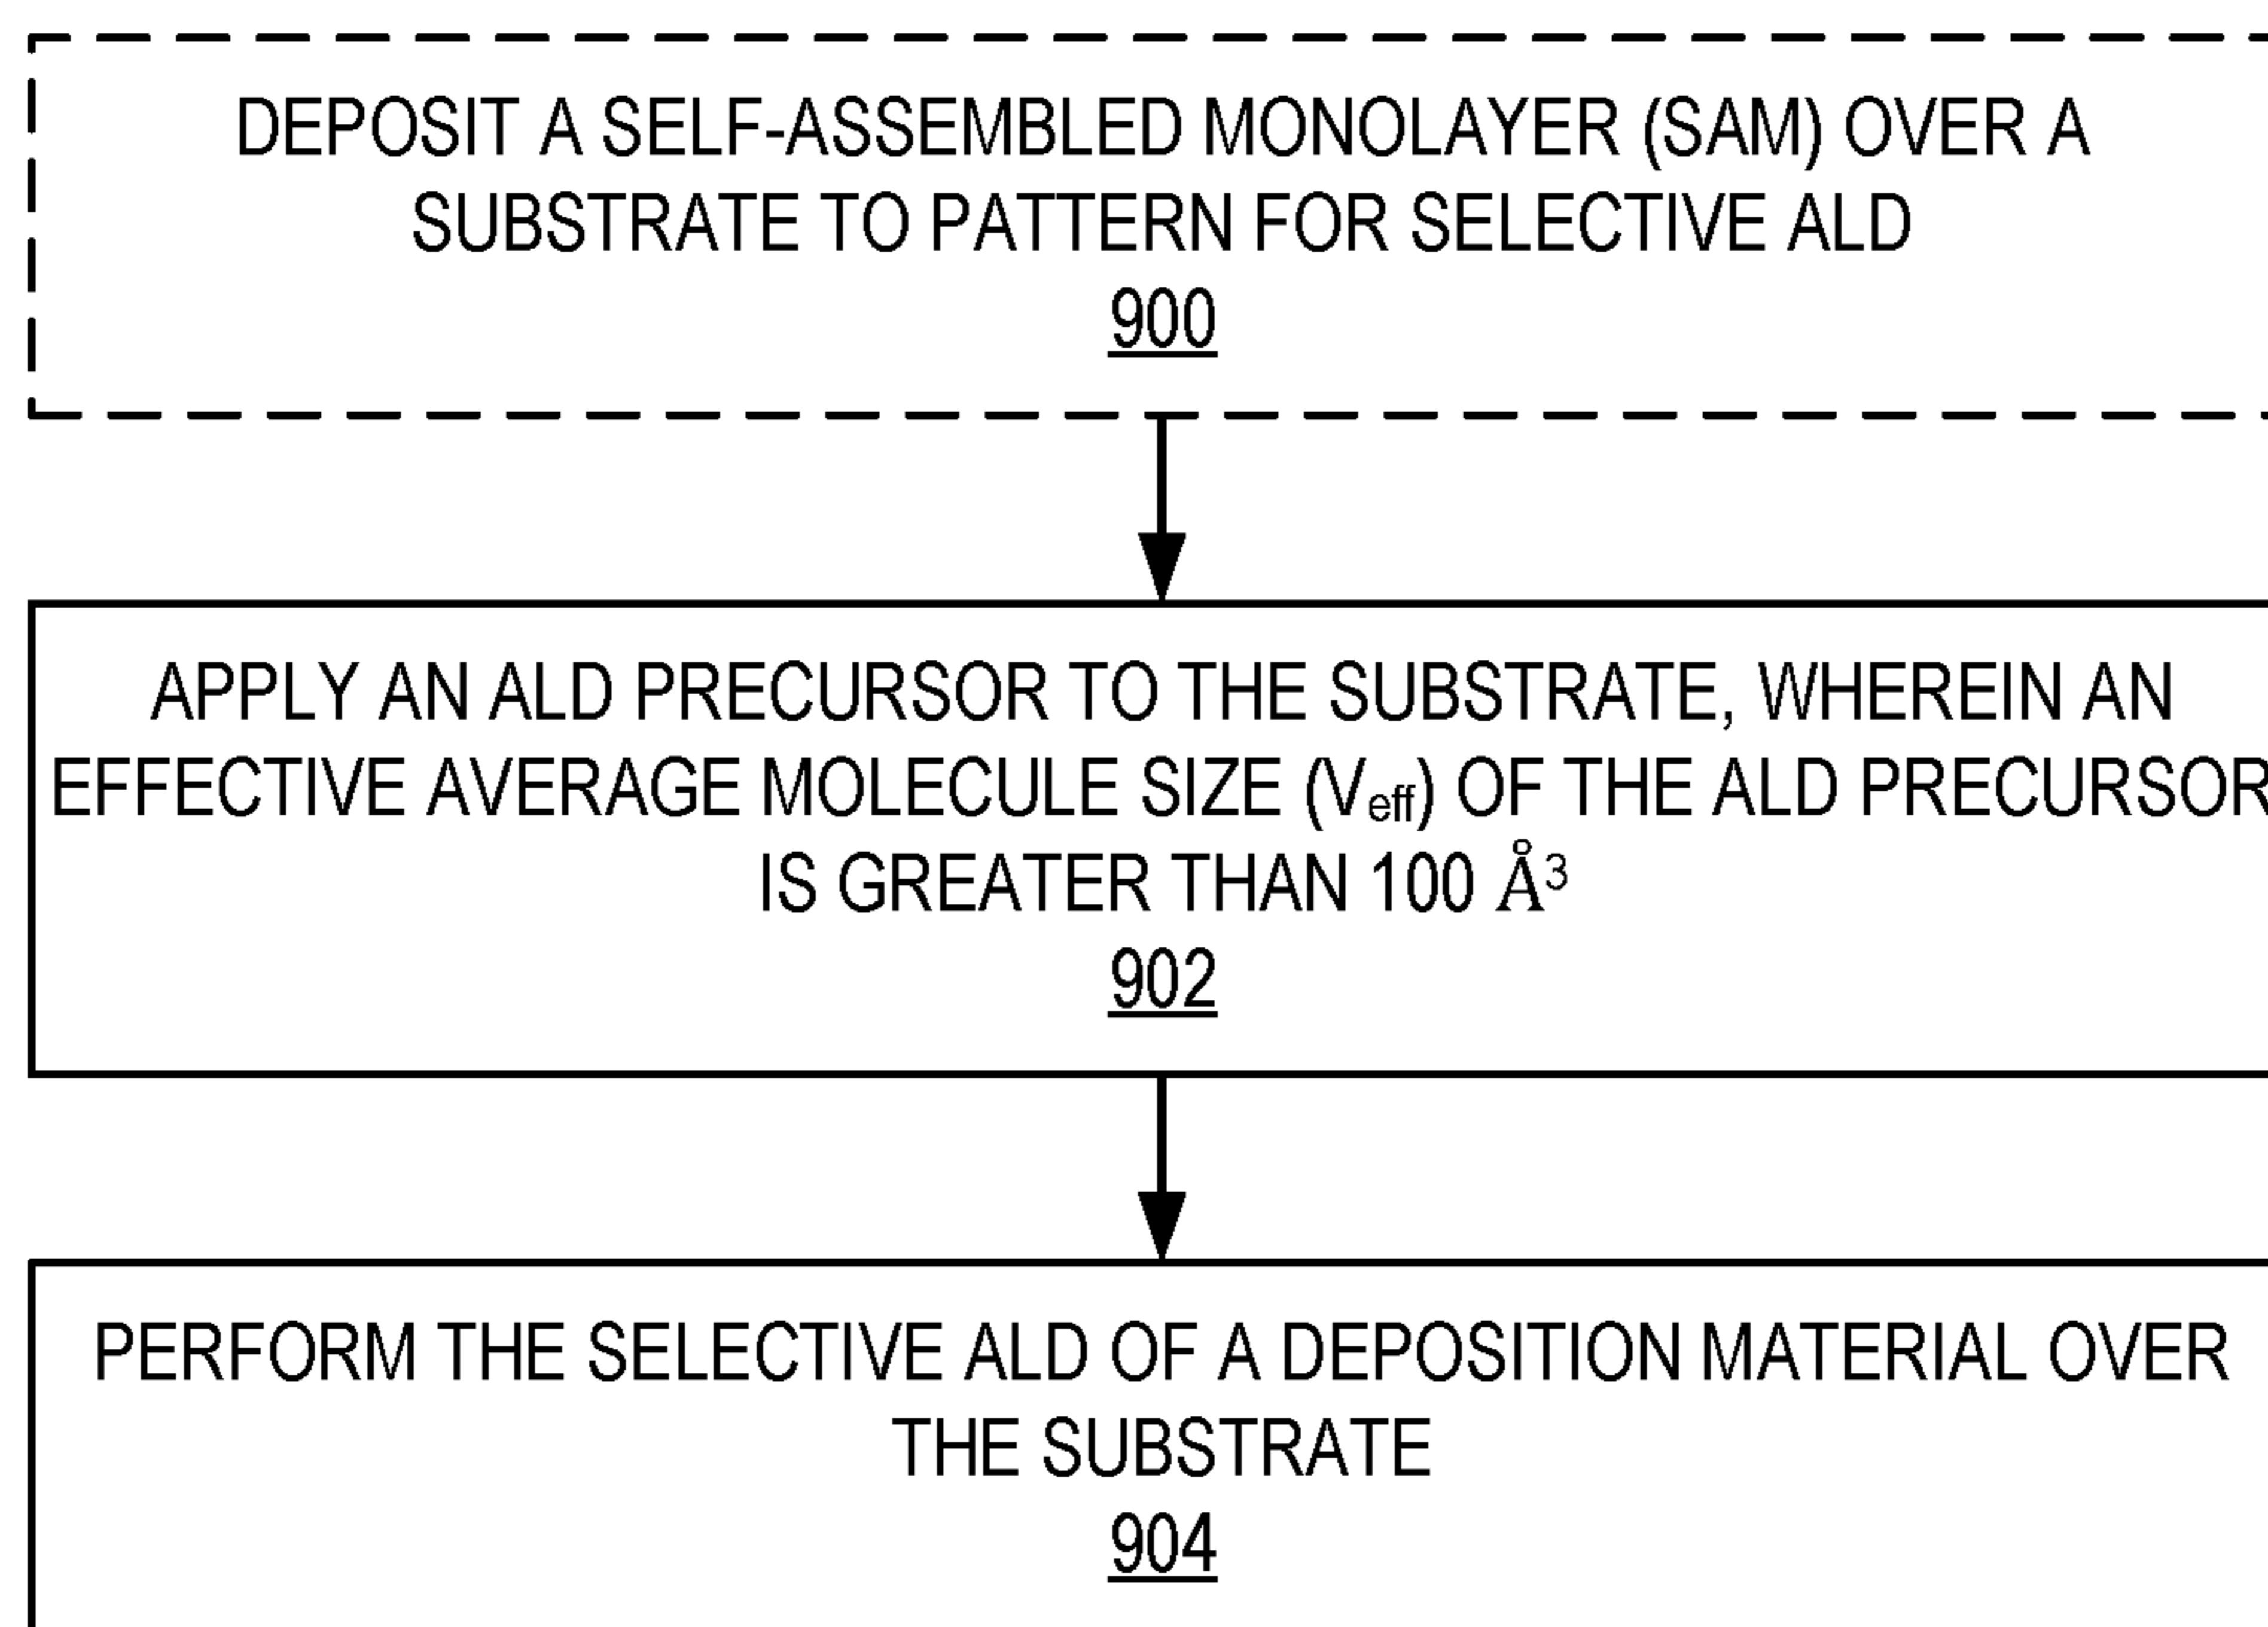 DEPOSIT A SELF-ASSEMBLED MONOLAYER (SAM) OVER A
SUBSTRATE TO PATTERN FOR SELECTIVE ALD
900
APPLY AN ALD PRECURSOR TO THE SUBSTRATE, WHEREIN AN
EFFECTIVE AVERAGE MOLECULE SIZE (Veff) OF THE ALD PRECURSOR
IS GREATER THAN 100 Å³
902
PERFORM THE SELECTIVE ALD OF A DEPOSITION MATERIAL OVER
THE SUBSTRATE
904